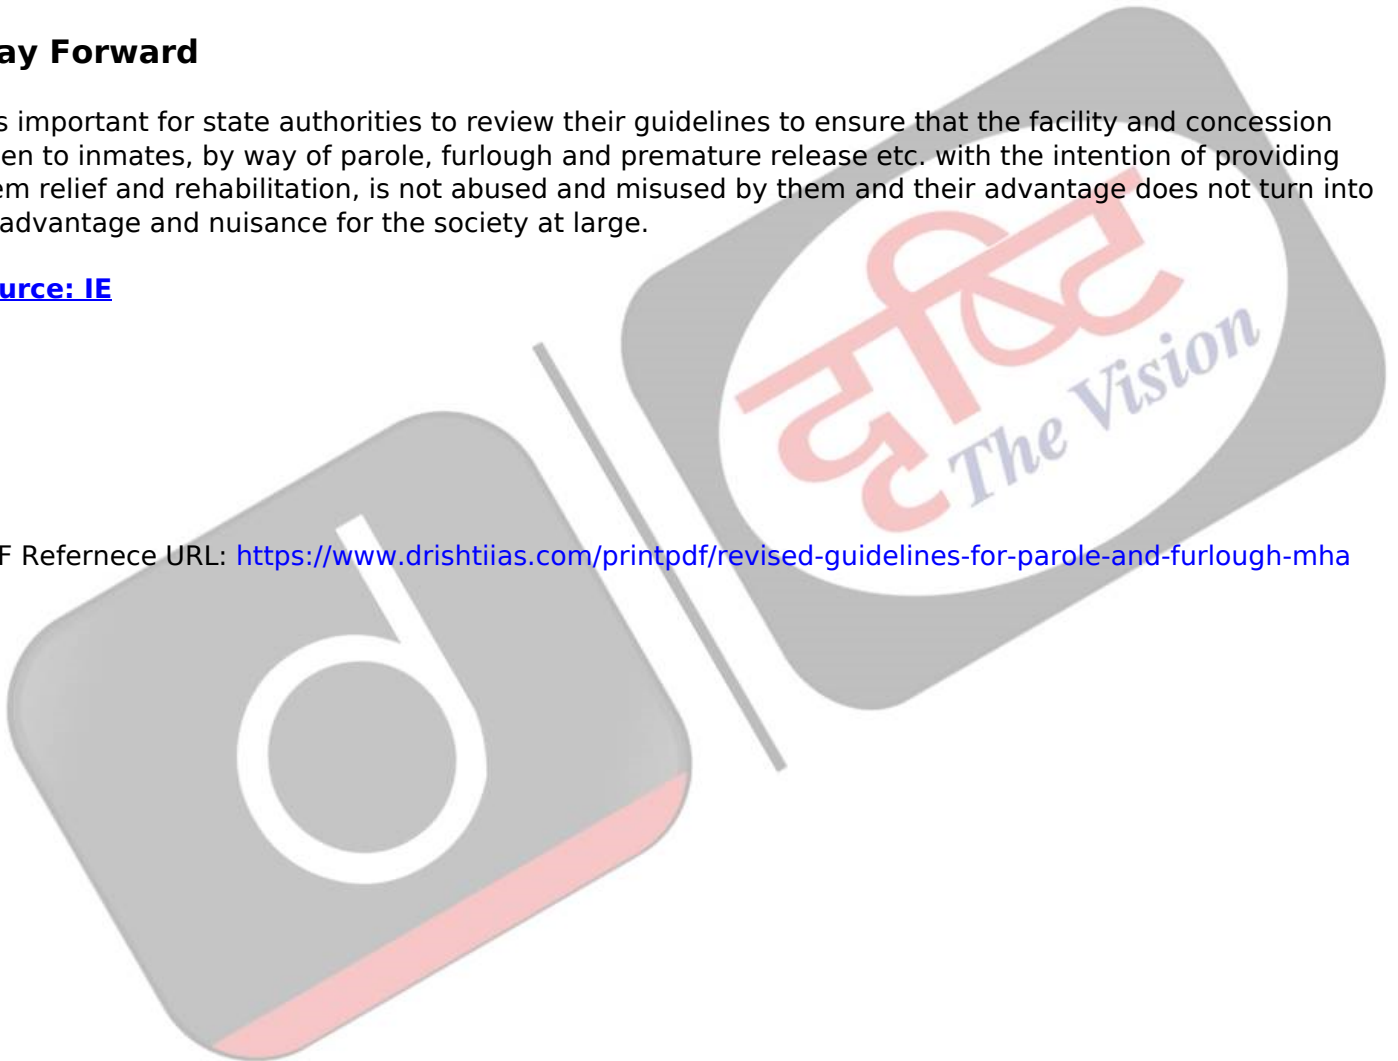 ay Forward
s important for state authorities to review their guidelines to ensure that the facility and concession
en to inmates, by way of parole, furlough and premature release etc. with the intention of providing
em relief and rehabilitation, is not abused and misused by them and their advantage does not turn into
advantage and nuisance for the society at large.
urce: IE
दृष्टि
The Vision
d
F Refernece URL: https://www.drishtiias.com/printpdf/revised-guidelines-for-parole-and-furlough-mha